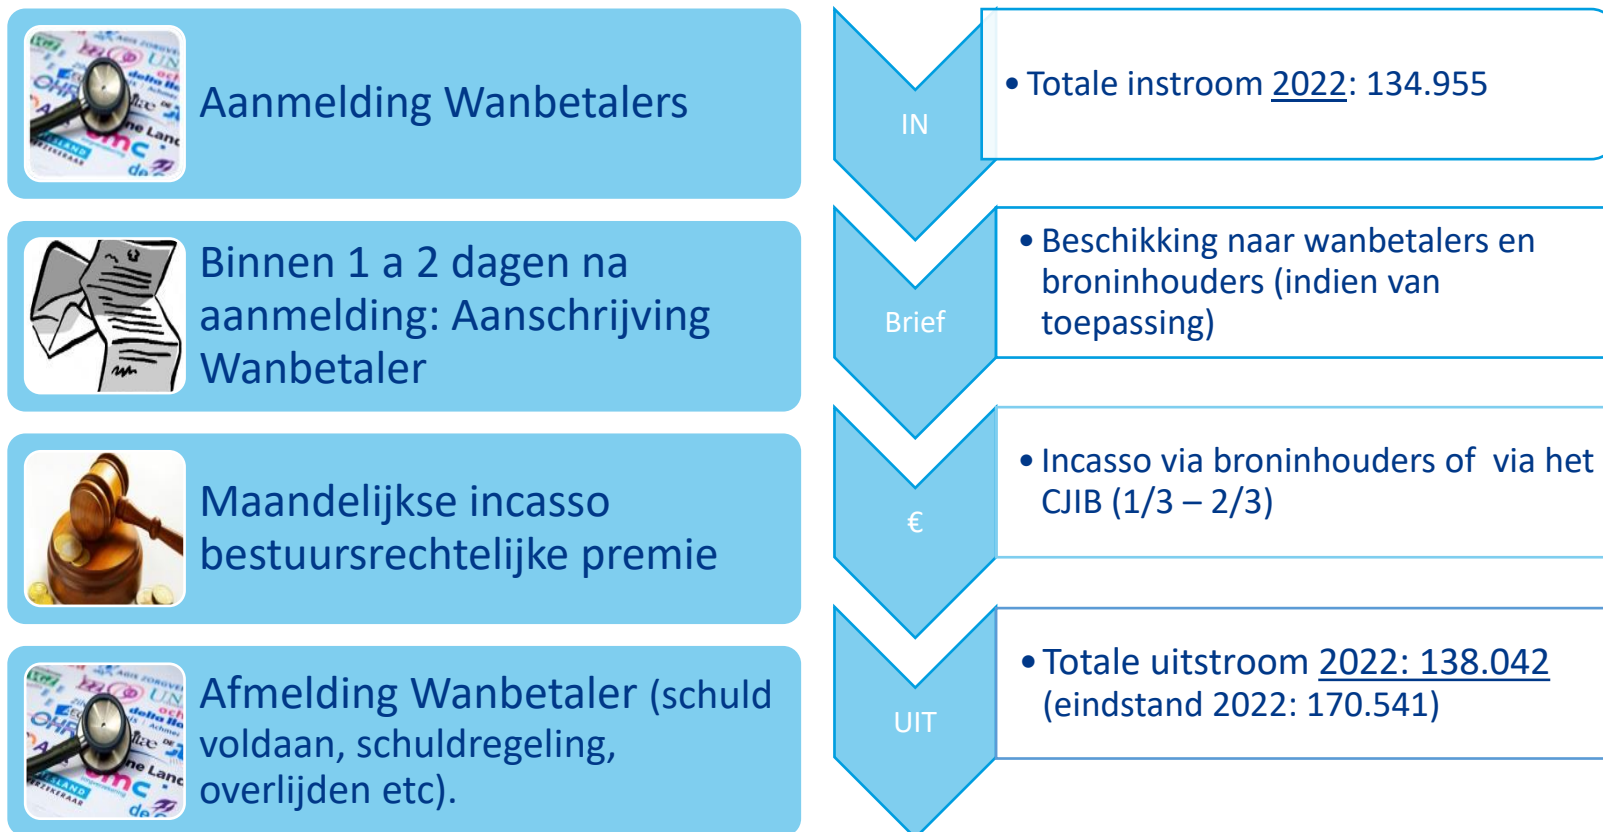 Aanmelding Wanbetalers
IN
• Totale instroom 2022: 134.955
Binnen 1 a 2 dagen na
aanmelding: Aanschrijving
Wanbetaler
Brief
• Beschikking naar wanbetalers en
broninhouders (indien van
toepassing)
Maandelijkse incasso
bestuursrechtelijke premie
€
• Incasso via broninhouders of via het
CJIB (1/3 – 2/3)
Afmelding Wanbetaler (schuld
voldaan, schuldregeling,
overlijden etc).
UIT
• Totale uitstroom 2022: 138.042
(eindstand 2022: 170.541)